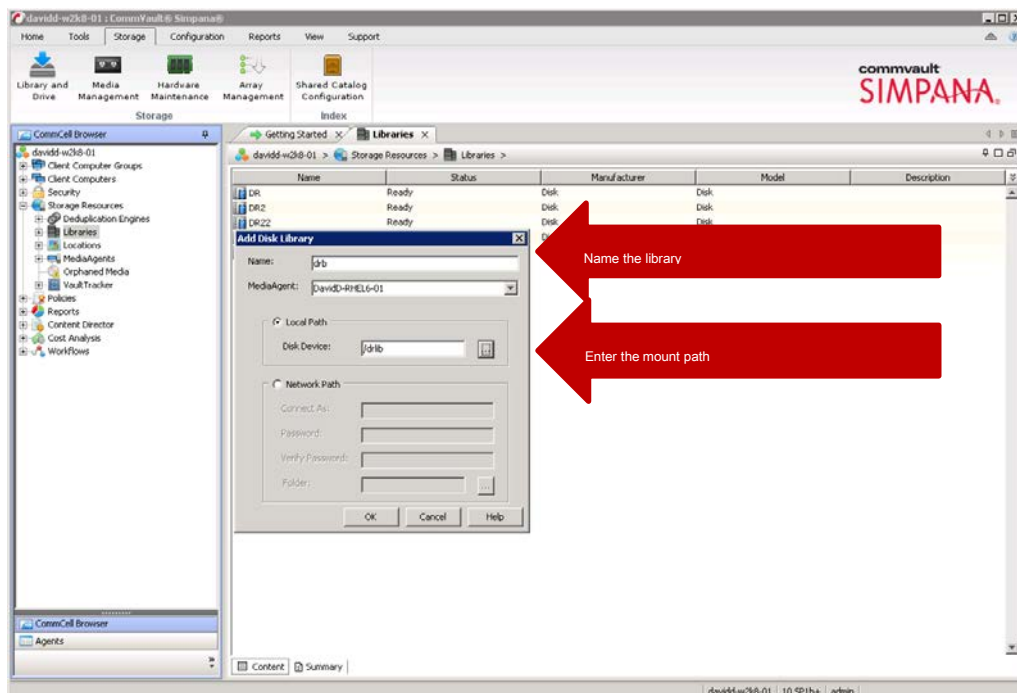 davidd-w2k8-01 : CommVault® Simpana®
Home Tools Storage Configuration Reports View Support
Library and Drive
Media Management
Hardware Maintenance
Array Management
Shared Catalog Configuration
Storage
Index
commvault
SIMPANA.
CommCell Browser
davidd-w2k8-01
Client Computer Groups
Client Computers
Security
Storage Resources
Deduplication Engines
Libraries
Locations
MediaAgents
Orphaned Media
VaultTracker
Policies
Reports
Content Director
Cost Analysis
Workflows
CommCell Browser
Agents
Getting Started Libraries
davidd-w2k8-01 > Storage Resources > Libraries >
Name Status Manufacturer Model Description
DR Ready Disk Disk
DR2 Ready Disk Disk
DR22 Ready Disk Disk
Add Disk Library
Name: drb
MediaAgent: DavidD-RHEL6-01
Local Path
Disk Device: /drlib
...
Network Path
Connect As:
Password:
Verify Password:
Folder:
...
OK Cancel Help
Name the library
Enter the mount path
Content Summary
davidd-w2k8-01 10 SP1b+ admin